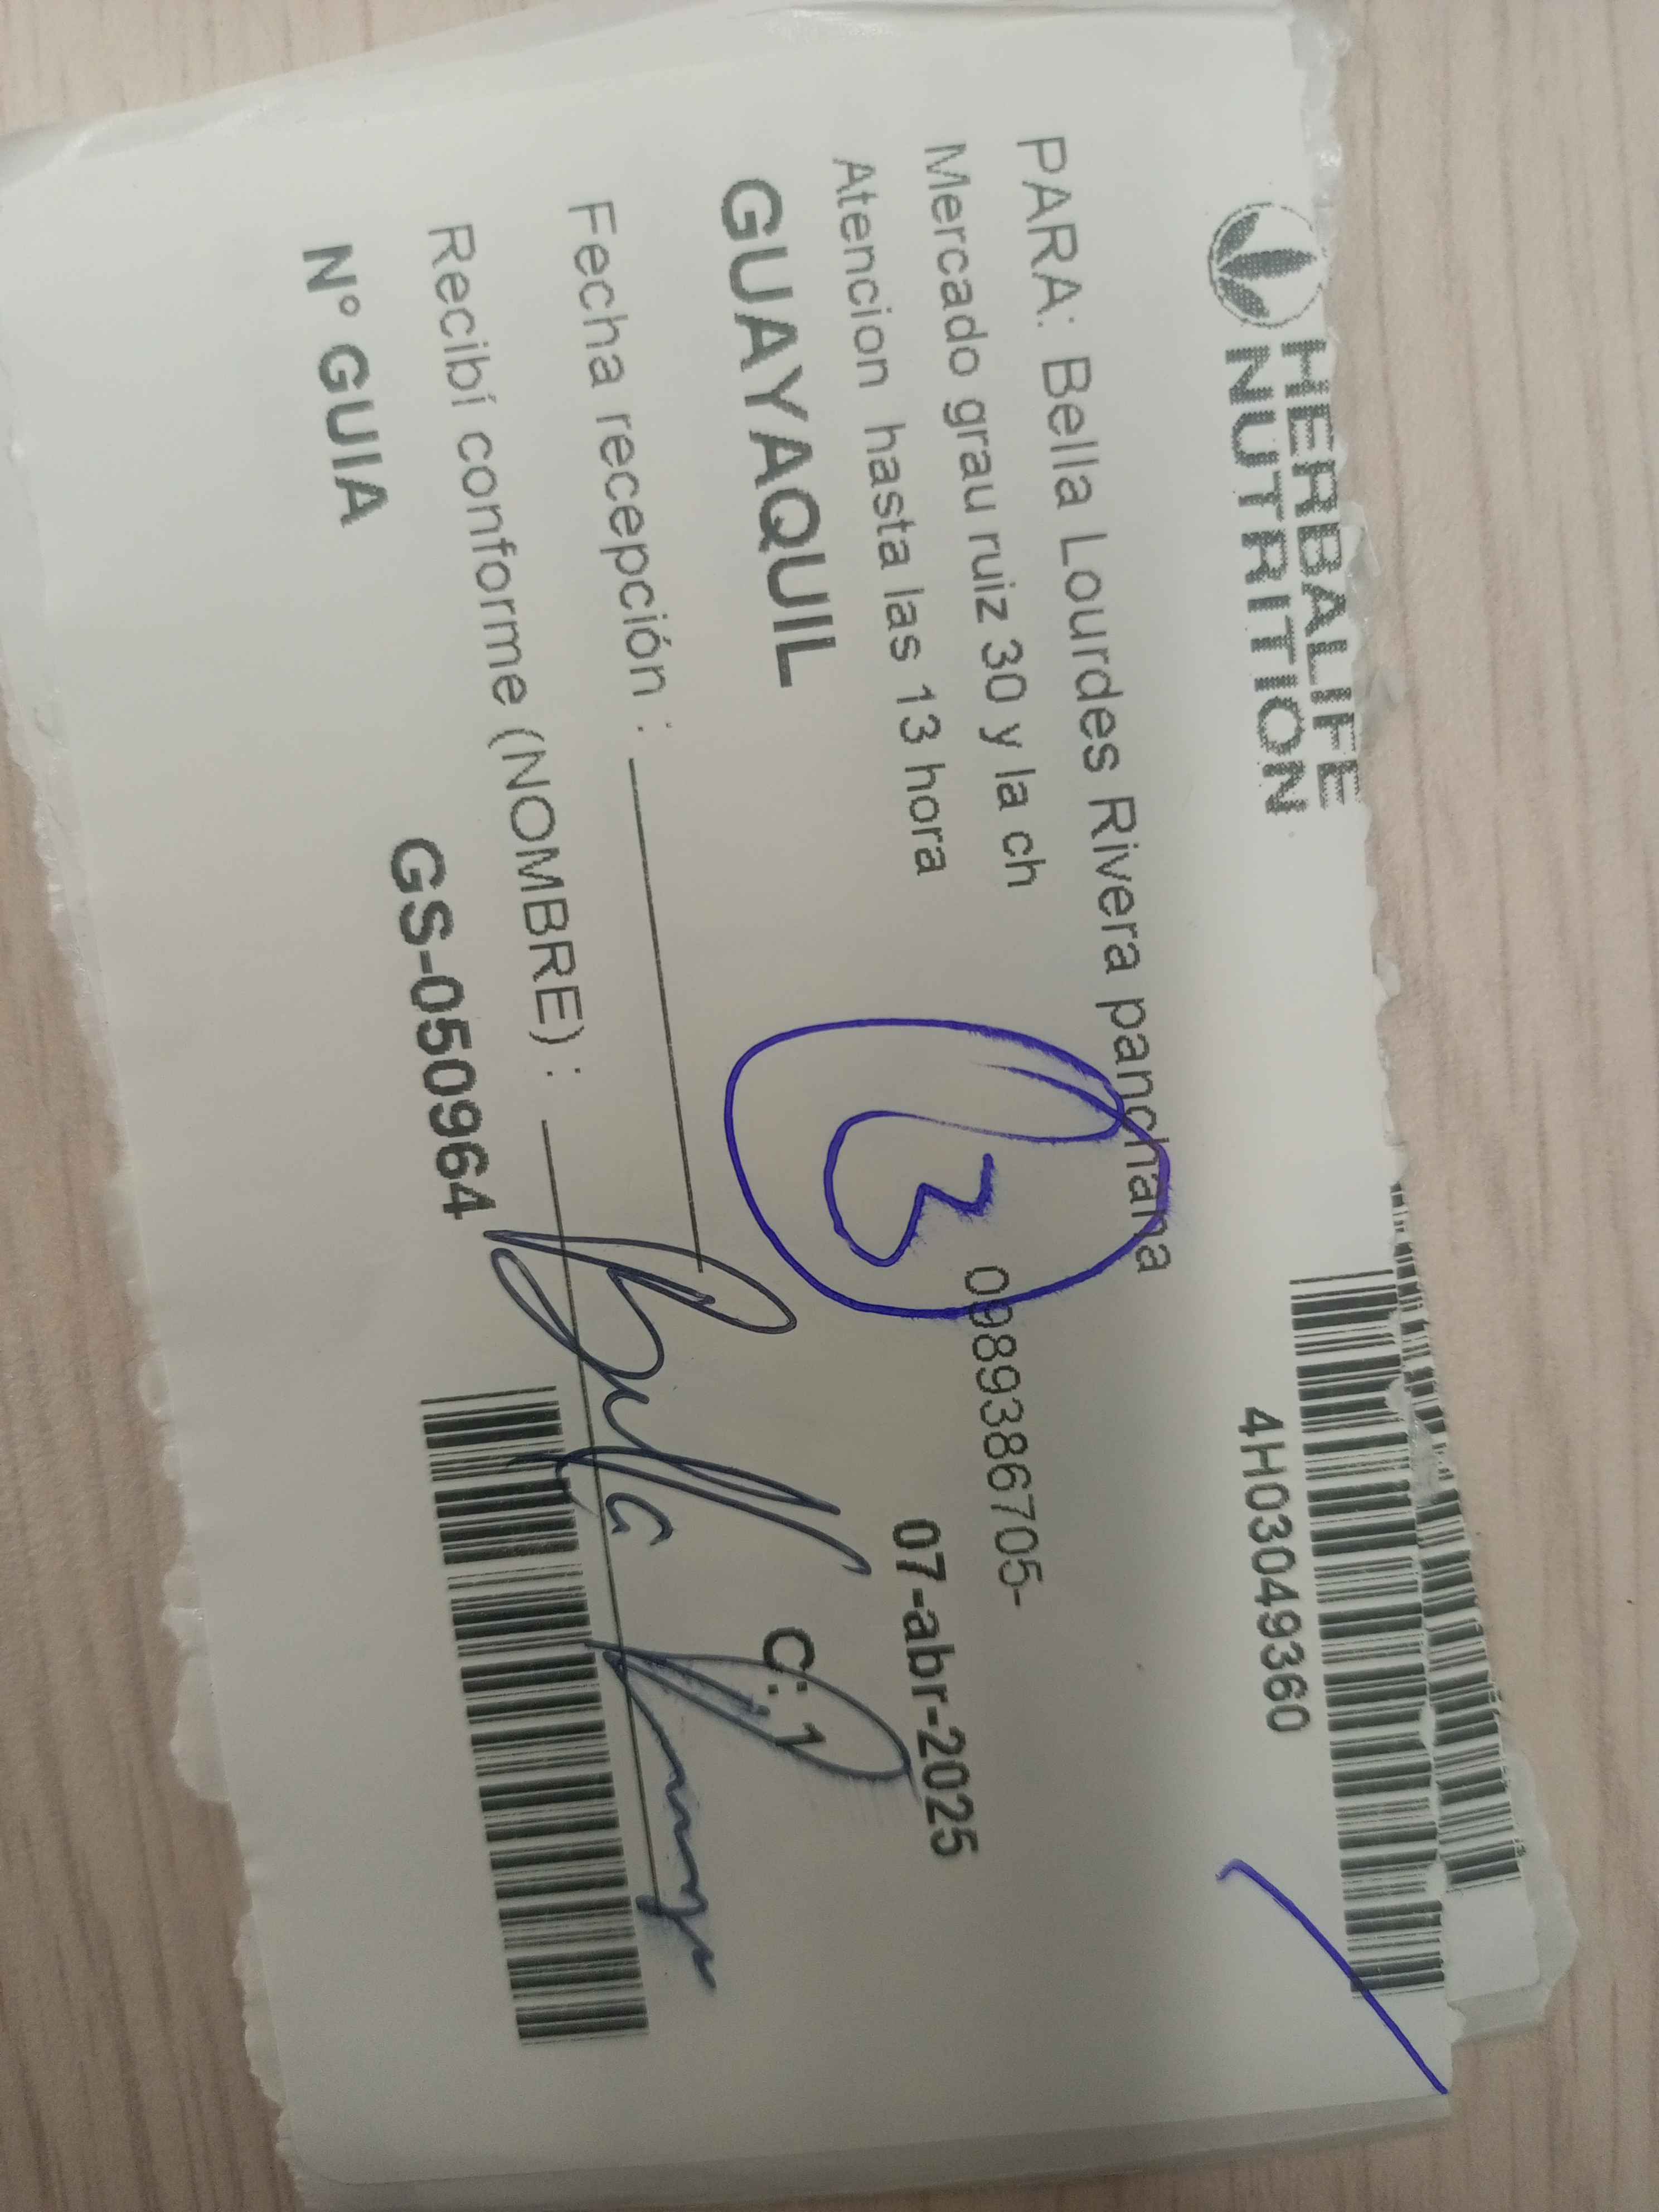 HERBALIFE
NUTRITION
4H03049360
PARA: Bella Lourdes Rivera panchana
Mercado grau ruiz 30 y la ch
0989386705-
Atencion hasta las 13 hora
07-abr-2025
GUAYAQUIL
C: 1
Fecha recepción :
Recibí conforme (NOMBRE) :
Bella
N° GUIA
GS-050964